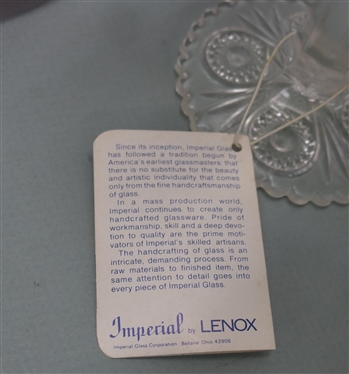 Since its inception, Imperial Glass
has followed a tradition begun by
America's earliest glassmasters: that
there is no substitute for the beauty
and artistic individuality that comes
only from the fine handcraftsmanship
of glass.
In a mass production world,
Imperial continues to create only
handcrafted glassware. Pride of
workmanship, skill and a deep devo-
tion to quality are the prime moti-
vators of Imperial's skilled artisans.
The handcrafting of glass is an
intricate, demanding process. From
raw materials to finished item, the
same attention to detail goes into
every piece of Imperial Glass.
Imperial by LENOX
Imperial Glass Corporation · Bellaire, Ohio 43906